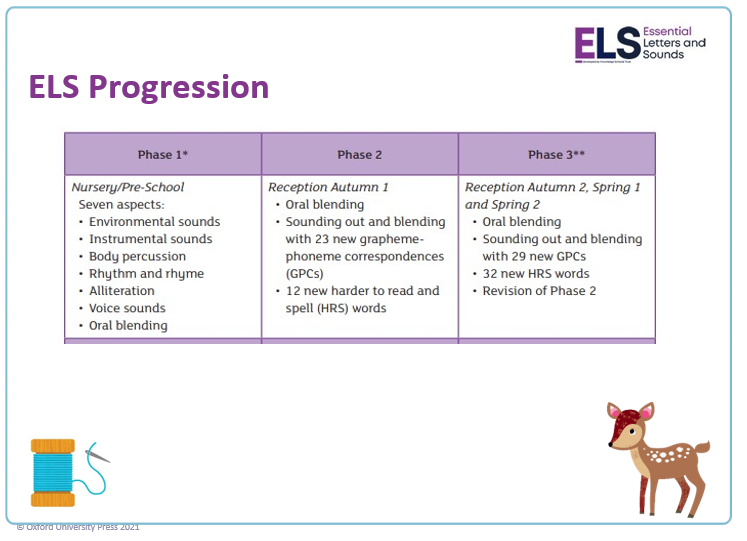 ELS Essential
Letters and
Sounds
ELS Progression
Phase 1*
Phase 2
Phase 3**
Nursery/Pre-School
Seven aspects:
• Environmental sounds
• Instrumental sounds
• Body percussion
• Rhythm and rhyme
• Alliteration
• Voice sounds
• Oral blending
Reception Autumn 1
• Oral blending
• Sounding out and blending
with 23 new grapheme-
phoneme correspondences
(GPCs)
• 12 new harder to read and
spell (HRS) words
Reception Autumn 2, Spring 1
and Spring 2
• Oral blending
• Sounding out and blending
with 29 new GPCs
• 32 new HRS words
• Revision of Phase 2
© Oxford University Press 2021